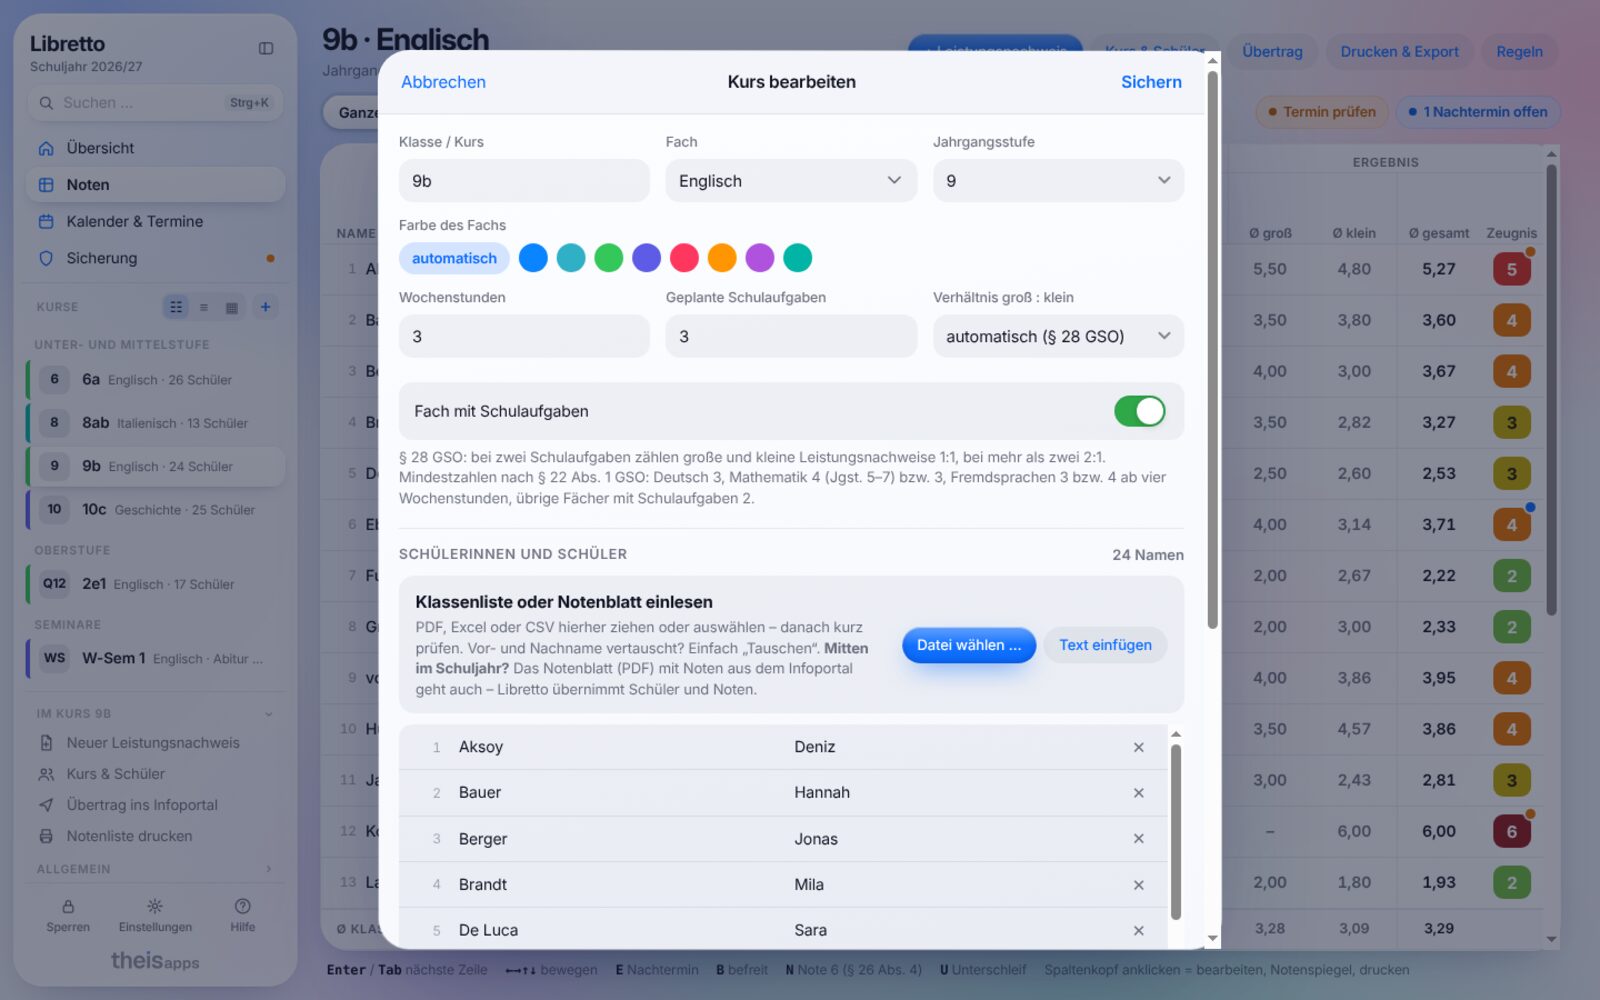 Libretto
Schuljahr 2026/27
Suchen ...
Strg+K
Übersicht
Noten
Kalender & Termine
Sicherung
KURSE
UNTER- UND MITTELSTUFE
6 6a Englisch · 26 Schüler
8 8ab Italienisch · 13 Schüler
9 9b Englisch · 24 Schüler
10 10c Geschichte · 25 Schüler
OBERSTUFE
Q12 2e1 Englisch · 17 Schüler
SEMINARE
WS W-Sem 1 Englisch · Abitur ...
IM KURS 9B
Neuer Leistungsnachweis
Kurs & Schüler
Übertrag ins Infoportal
Notenliste drucken
ALLGEMEIN
Sperren Einstellungen Hilfe
theisapps
9b · Englisch
Übertrag
Drucken & Export
Regeln
Termin prüfen
1 Nachtermin offen
Abbrechen
Kurs bearbeiten
Sichern
Klasse / Kurs Fach Jahrgangsstufe
9b Englisch 9
Farbe des Fachs
automatisch
Wochenstunden Geplante Schulaufgaben Verhältnis groß : klein
3 3 automatisch (§ 28 GSO)
Fach mit Schulaufgaben
§ 28 GSO: bei zwei Schulaufgaben zählen große und kleine Leistungsnachweise 1:1, bei mehr als zwei 2:1.
Mindestzahlen nach § 22 Abs. 1 GSO: Deutsch 3, Mathematik 4 (Jgst. 5–7) bzw. 3, Fremdsprachen 3 bzw. 4 ab vier
Wochenstunden, übrige Fächer mit Schulaufgaben 2.
SCHÜLERINNEN UND SCHÜLER 24 Namen
Klassenliste oder Notenblatt einlesen
PDF, Excel oder CSV hierher ziehen oder auswählen – danach kurz
prüfen. Vor- und Nachname vertauscht? Einfach „Tauschen“. Mitten
im Schuljahr? Das Notenblatt (PDF) mit Noten aus dem Infoportal
geht auch – Libretto übernimmt Schüler und Noten.
Datei wählen ...
Text einfügen
1 Aksoy Deniz
2 Bauer Hannah
3 Berger Jonas
4 Brandt Mila
5 De Luca Sara
NAME
1
2
3
4
5
6
7
8
9
10
11
12
13
ERGEBNIS
Ø groß Ø klein Ø gesamt Zeugnis
5,50 4,80 5,27 5
3,50 3,80 3,60 4
4,00 3,00 3,67 4
3,50 2,82 3,27 3
2,50 2,60 2,53 3
4,00 3,14 3,71 4
2,00 2,67 2,22 2
2,00 3,00 2,33 2
4,00 3,86 3,95 4
3,50 4,57 3,86 4
3,00 2,43 2,81 3
– 6,00 6,00 6
2,00 1,80 1,93 2
3,28 3,09 3,29
Enter / Tab nächste Zeile ←→↑↓ bewegen E Nachtermin B befreit N Note 6 (§ 26 Abs. 4) U Unterschleif Spaltenkopf anklicken = bearbeiten, Notenspiegel, drucken